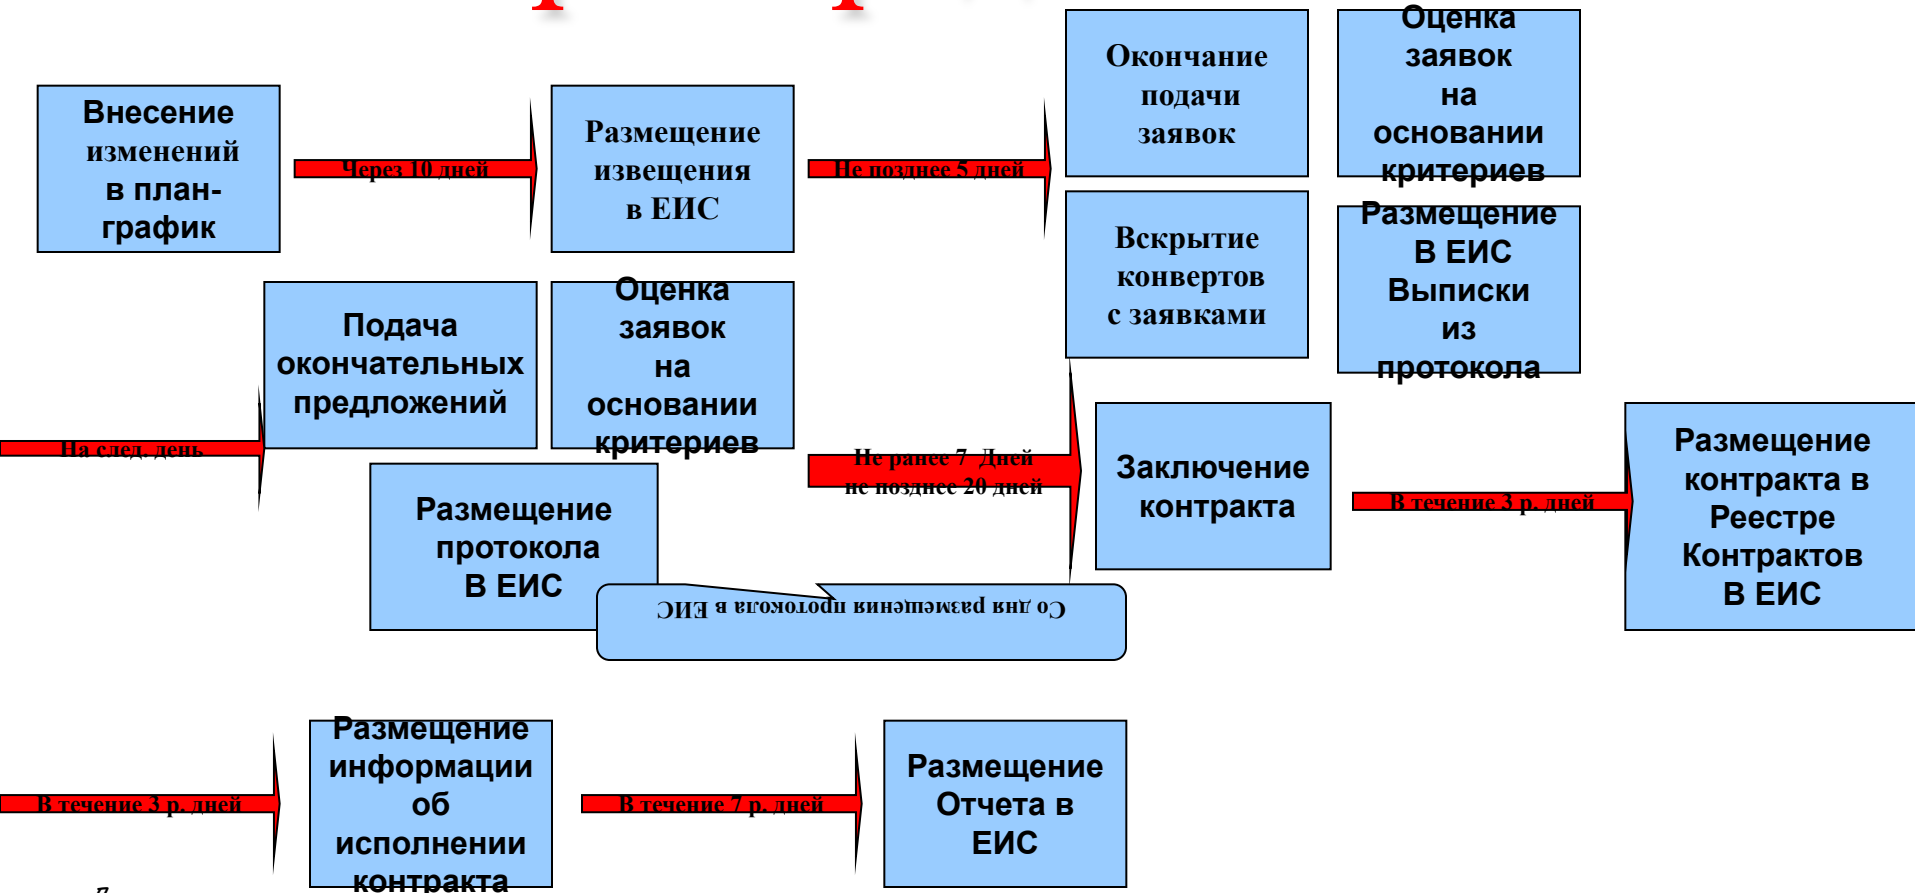 Внесение
изменений
в план-
график
Через 10 дней
Размещение
извещения
в ЕИС
Не позднее 5 дней
Окончание
подачи
заявок
Оценка
заявок
на
основании
критериев
Вскрытие
конвертов
с заявками
Размещение
В ЕИС
Выписки
из
протокола
На след. день
Подача
окончательных
предложений
Оценка
заявок
на
основании
критериев
Размещение
протокола
В ЕИС
Со дня размещения протокола в ЕИС
Не ранее 7 Дней
не позднее 20 дней
Заключение
контракта
В течение 3 р. дней
Размещение
контракта в
Реестре
Контрактов
В ЕИС
В течение 3 р. дней
Размещение
информации
об
исполнении
контракта
В течение 7 р. дней
Размещение
Отчета в
ЕИС